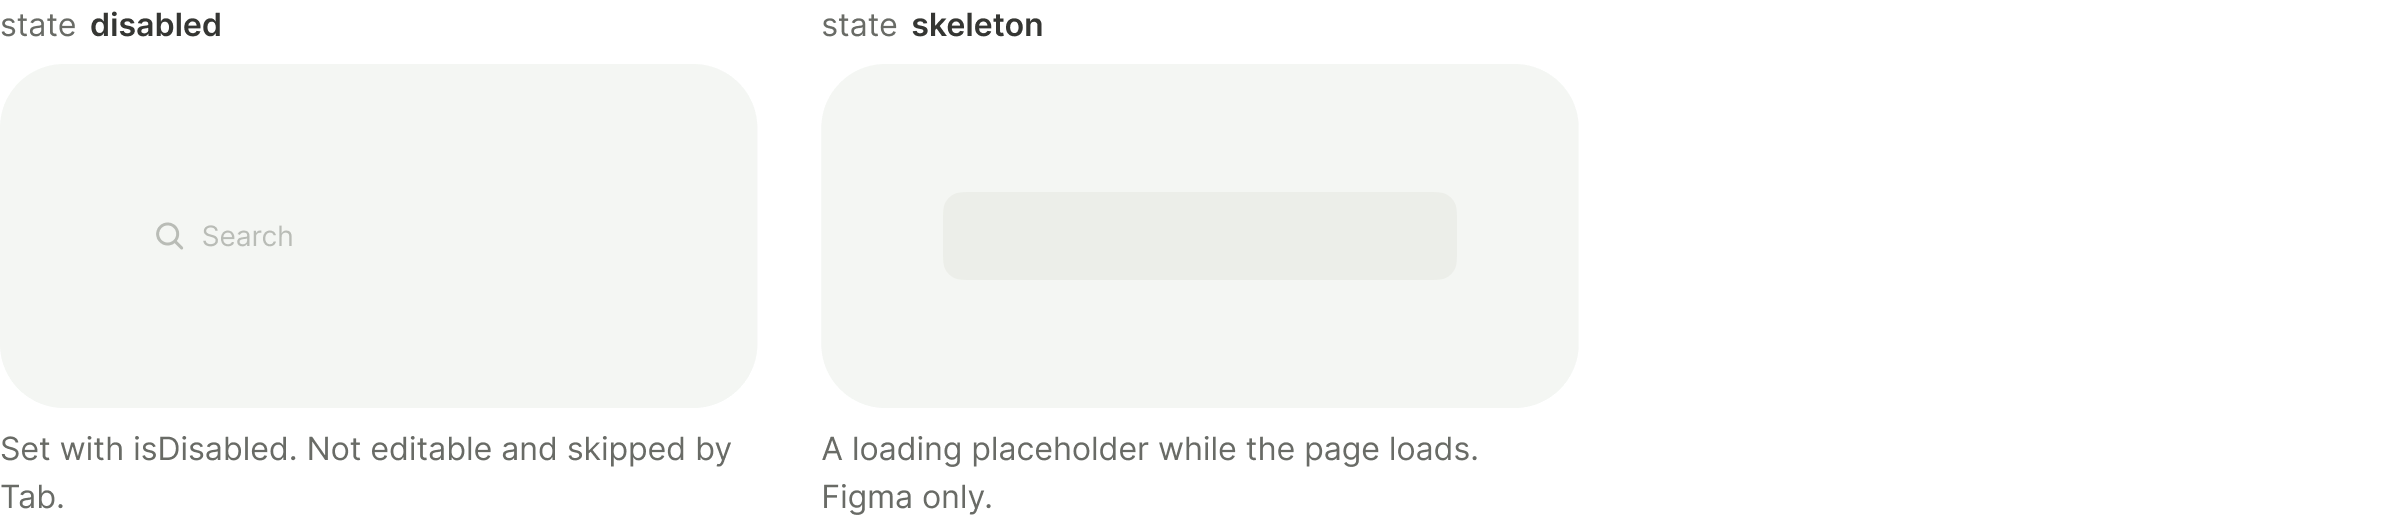 state disabled
Search
Set with isDisabled. Not editable and skipped by
Tab.
state skeleton
A loading placeholder while the page loads.
Figma only.